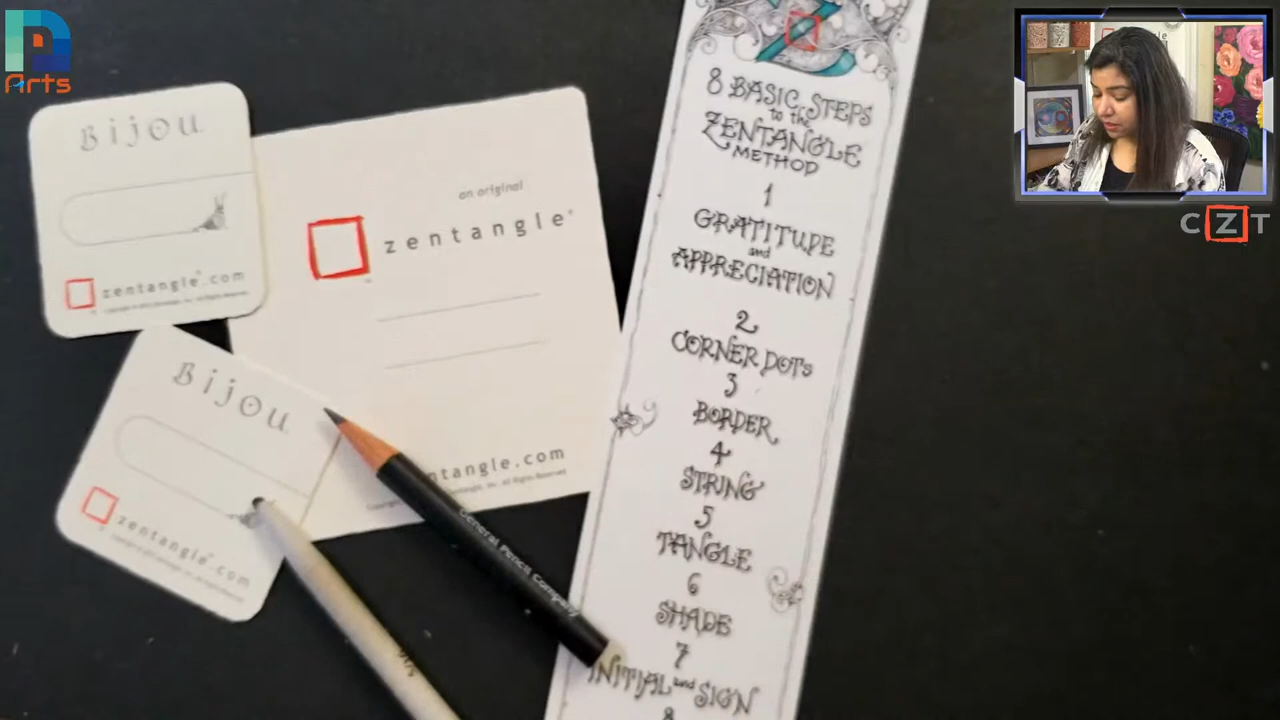 Arts
Bijou
zentangle.com
an original
zentangle
zentangle.com
Bijou
zentangle.com
General Pencil Company
8 BASIC STEPS
to the
ZENTANGLE
METHOD
1
GRATITUDE
and
APPRECIATION
2
CORNER DOTS
3
BORDER
4
STRING
5
TANGLE
6
SHADE
7
INITIAL and SIGN
8
CZT